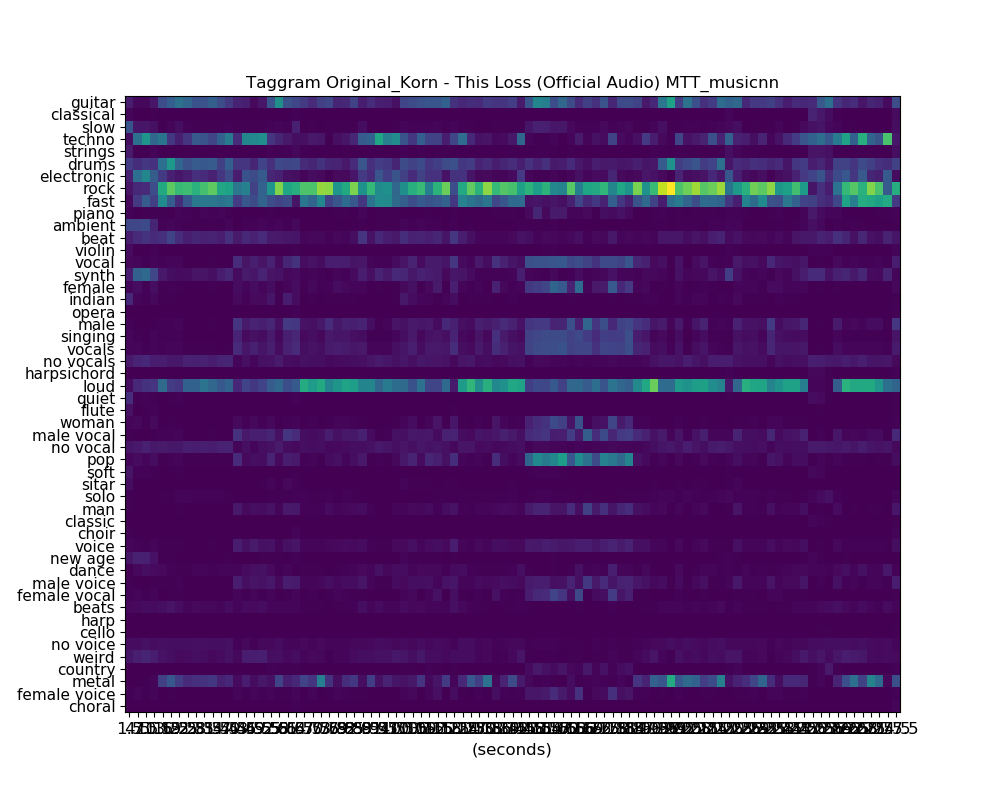 Taggram Original_Korn - This Loss (Official Audio) MTT_musicnn
guitar
classical
slow
techno
strings
drums
electronic
rock
fast
piano
ambient
beat
violin
vocal
synth
female
indian
opera
male
singing
vocals
no vocals
harpsichord
loud
quiet
flute
woman
male vocal
no vocal
pop
soft
sitar
solo
man
classic
choir
voice
new age
dance
male voice
female vocal
beats
harp
cello
no voice
weird
country
metal
female voice
choral
(seconds)